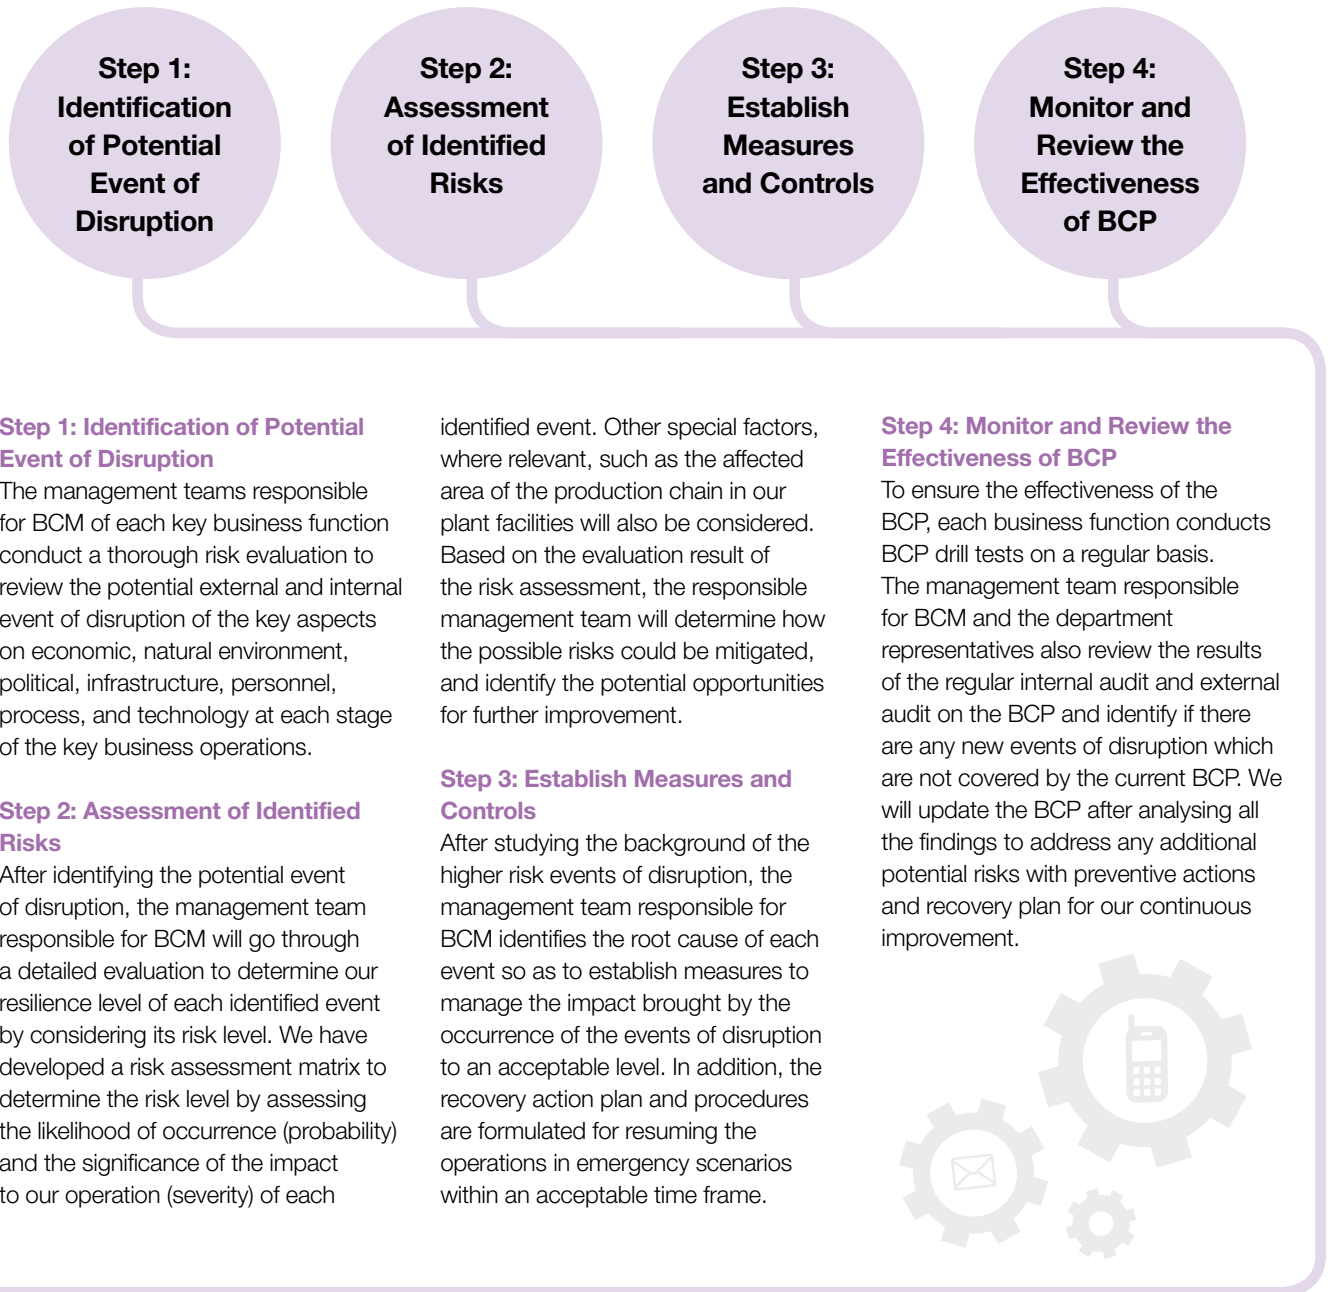 Step 1:
Identification
of Potential
Event of
Disruption
Step 2:
Assessment
of Identified
Risks
Step 3:
Establish
Measures
and Controls
Step 4:
Monitor and
Review the
Effectiveness
of BCP
Step 1: Identification of Potential
Event of Disruption
The management teams responsible
for BCM of each key business function
conduct a thorough risk evaluation to
review the potential external and internal
event of disruption of the key aspects
on economic, natural environment,
political, infrastructure, personnel,
process, and technology at each stage
of the key business operations.
Step 2: Assessment of Identified
Risks
After identifying the potential event
of disruption, the management team
responsible for BCM will go through
a detailed evaluation to determine our
resilience level of each identified event
by considering its risk level. We have
developed a risk assessment matrix to
determine the risk level by assessing
the likelihood of occurrence (probability)
and the significance of the impact
to our operation (severity) of each
identified event. Other special factors,
where relevant, such as the affected
area of the production chain in our
plant facilities will also be considered.
Based on the evaluation result of
the risk assessment, the responsible
management team will determine how
the possible risks could be mitigated,
and identify the potential opportunities
for further improvement.
Step 3: Establish Measures and
Controls
After studying the background of the
higher risk events of disruption, the
management team responsible for
BCM identifies the root cause of each
event so as to establish measures to
manage the impact brought by the
occurrence of the events of disruption
to an acceptable level. In addition, the
recovery action plan and procedures
are formulated for resuming the
operations in emergency scenarios
within an acceptable time frame.
Step 4: Monitor and Review the
Effectiveness of BCP
To ensure the effectiveness of the
BCP, each business function conducts
BCP drill tests on a regular basis.
The management team responsible
for BCM and the department
representatives also review the results
of the regular internal audit and external
audit on the BCP and identify if there
are any new events of disruption which
are not covered by the current BCP. We
will update the BCP after analysing all
the findings to address any additional
potential risks with preventive actions
and recovery plan for our continuous
improvement.